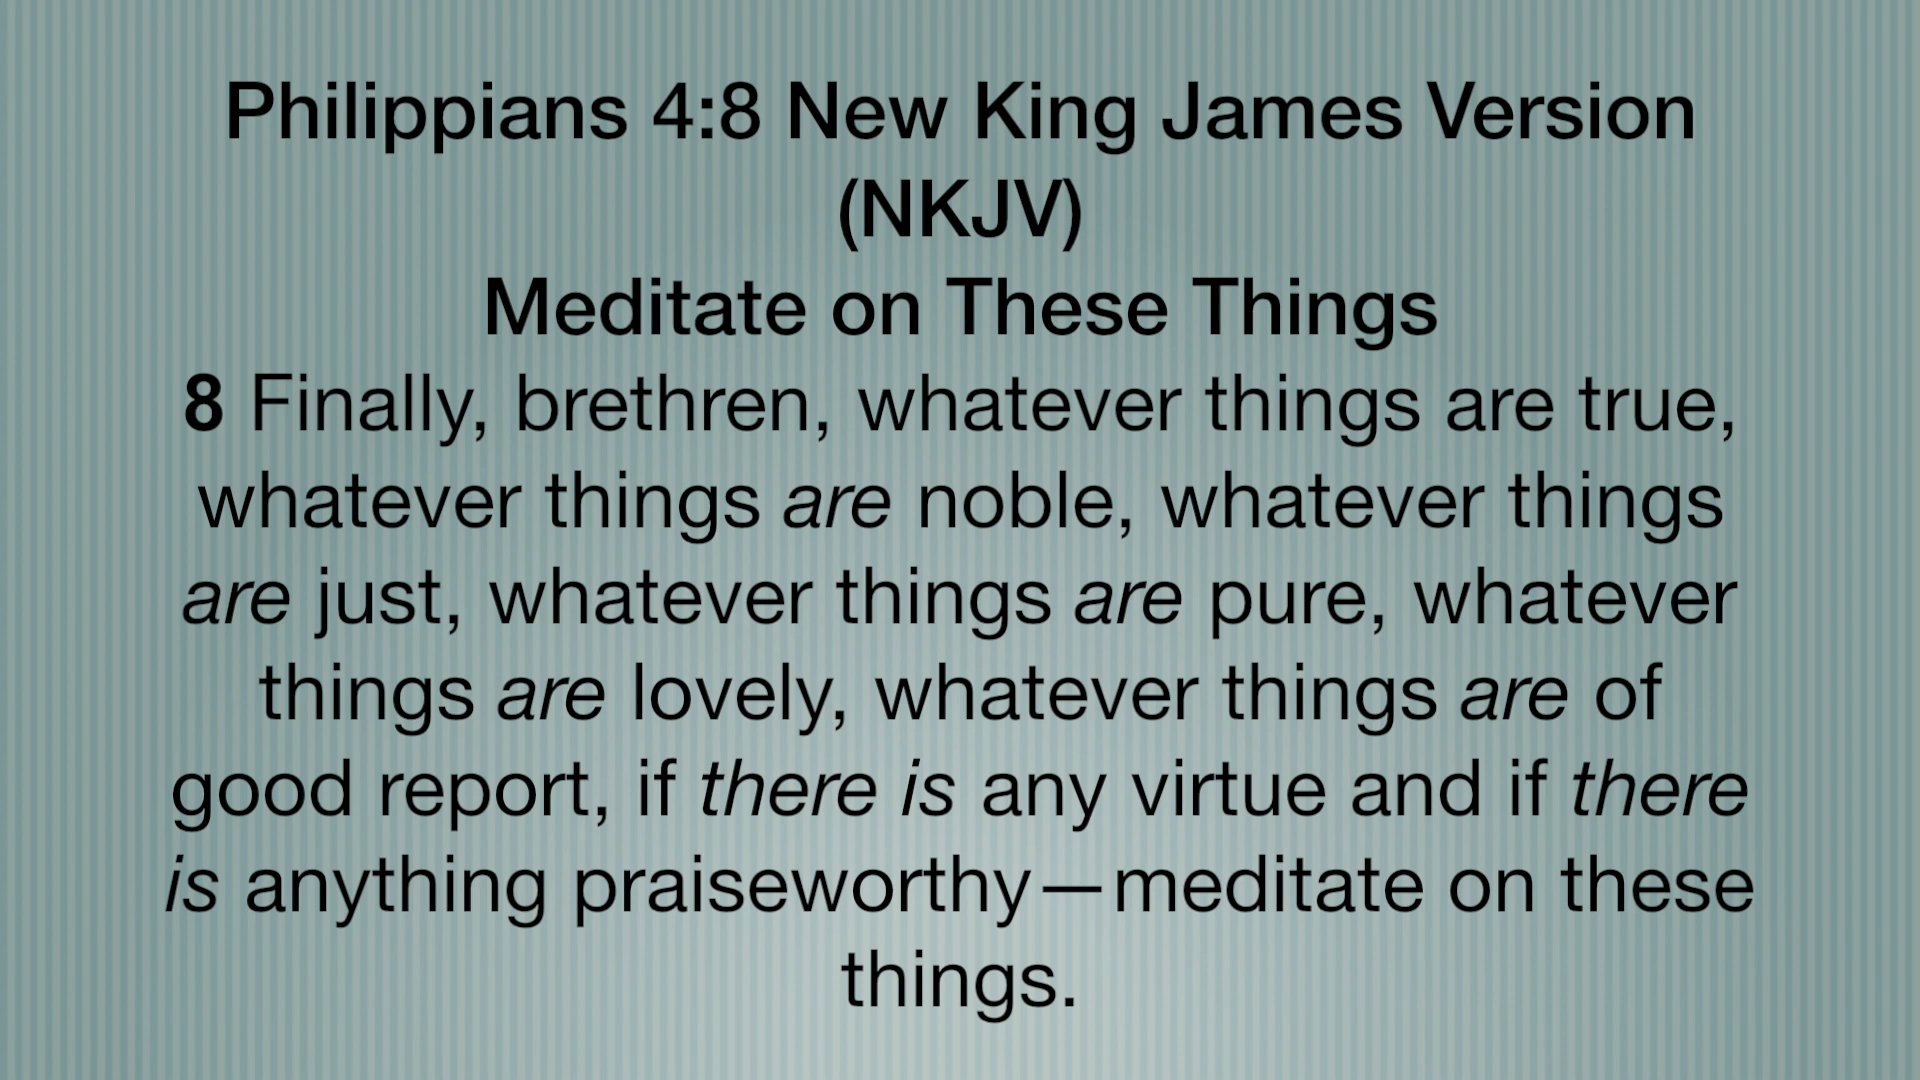 Philippians 4:8 New King James Version
(NKJV)
Meditate on These Things
8 Finally, brethren, whatever things are true,
whatever things are noble, whatever things
are just, whatever things are pure, whatever
things are lovely, whatever things are of
good report, if there is any virtue and if there
is anything praiseworthy—meditate on these
things.